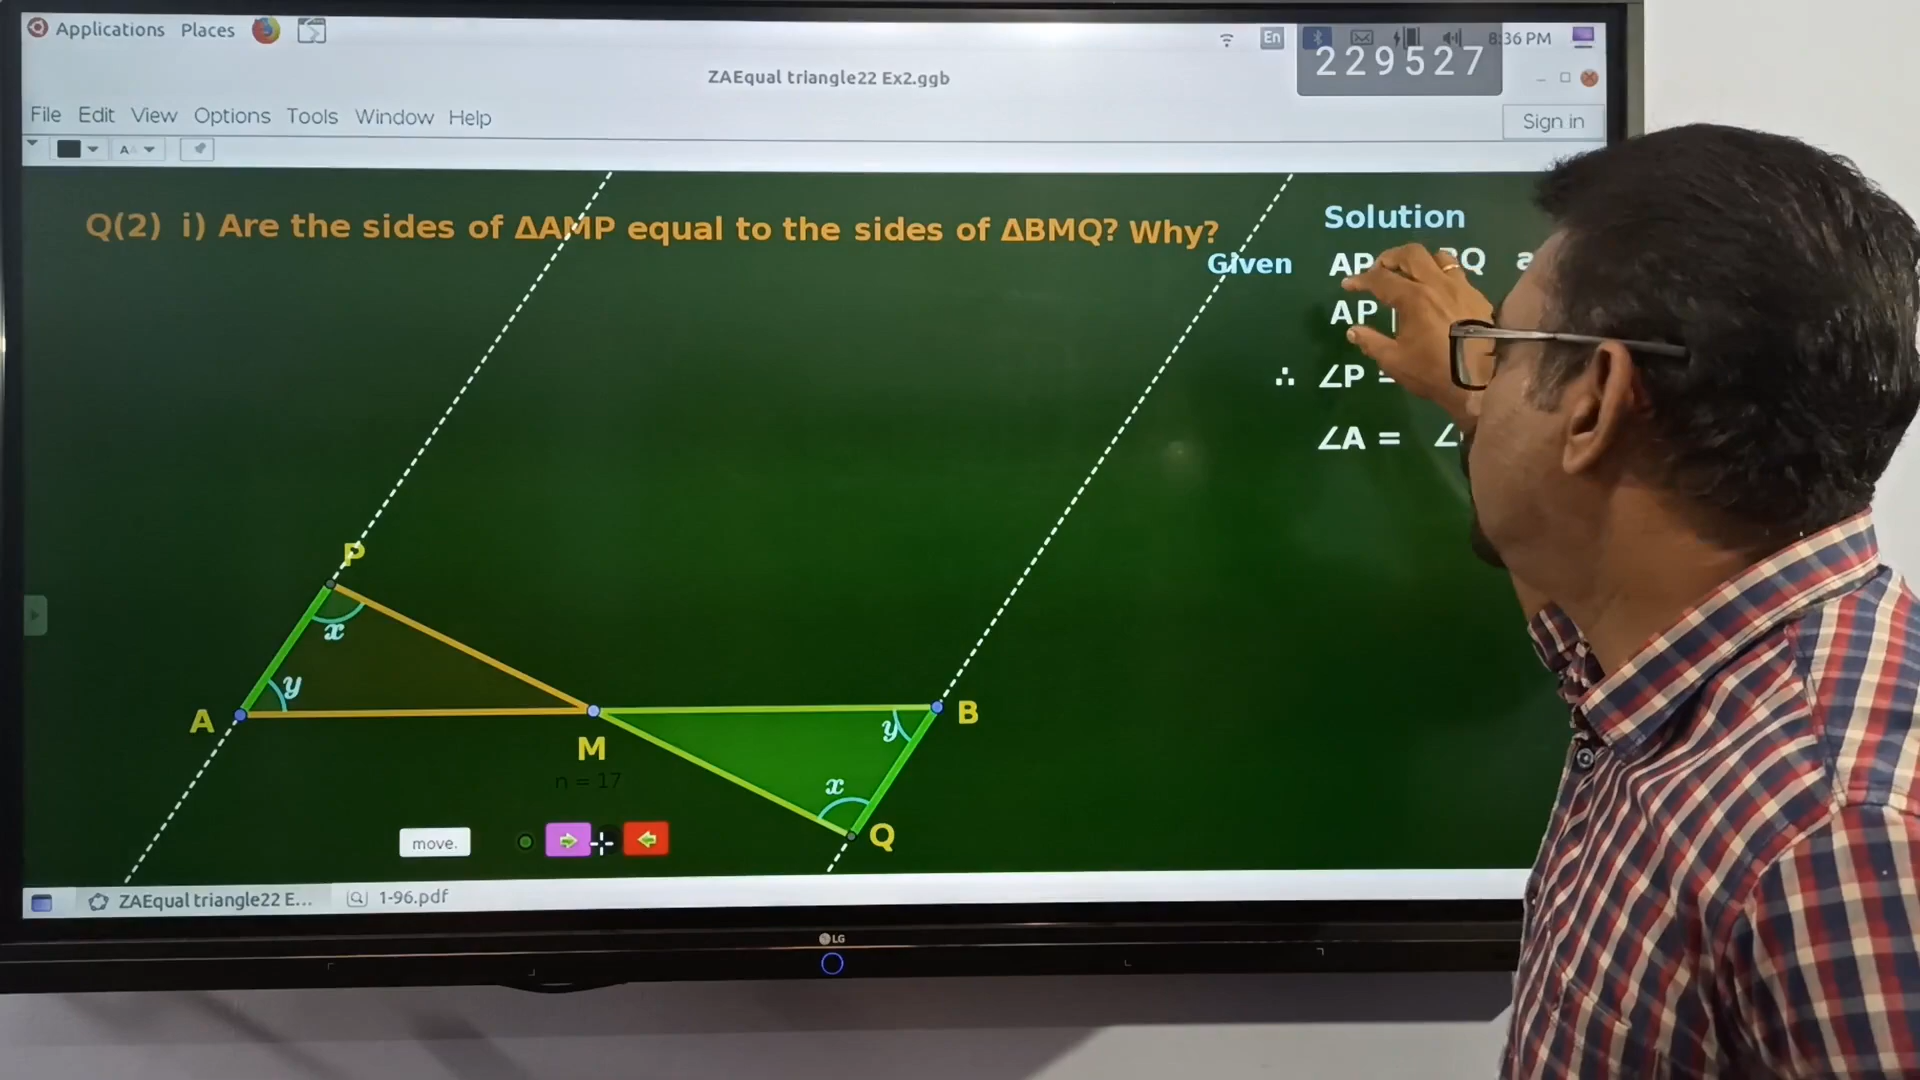 Applications Places
En
8:36 PM
229527
ZAEqual triangle22 Ex2.ggb
File Edit View Options Tools Window Help
Sign in
Q(2) i) Are the sides of ΔAMP equal to the sides of ΔBMQ? Why?
Solution
Given AP
AP
∴ ∠P =
∠A = ∠
P
x
y
A
M
B
y
x
Q
n = 17
move.
ZAEqual triangle22 E...
1-96.pdf
LG